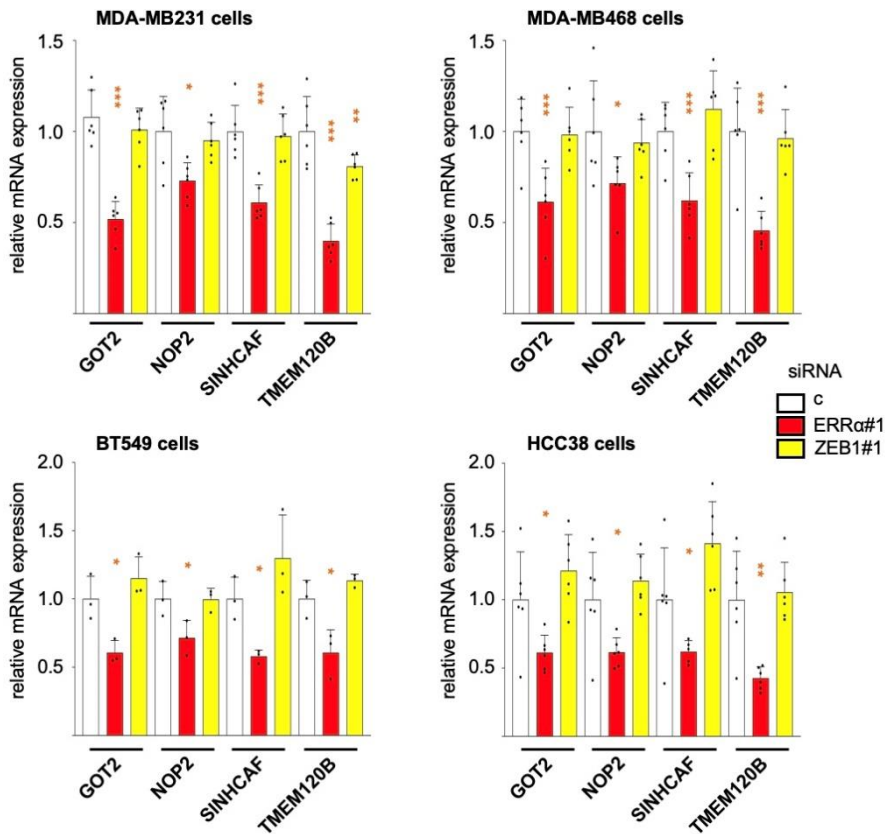 MDA-MB231 cells
relative mRNA expression
1.5
1.0
0.5
***
*
***
***
**
GOT2
NOP2
SINHCAF
TMEM120B
MDA-MB468 cells
relative mRNA expression
1.5
1.0
0.5
***
*
***
***
GOT2
NOP2
SINHCAF
TMEM120B
siRNA
c
ERRα#1
ZEB1#1
BT549 cells
relative mRNA expression
2.0
1.5
1.0
0.5
*
*
*
*
GOT2
NOP2
SINHCAF
TMEM120B
HCC38 cells
relative mRNA expression
2.0
1.5
1.0
0.5
*
*
*
**
GOT2
NOP2
SINHCAF
TMEM120B